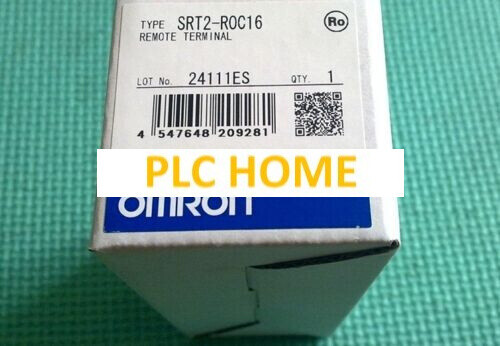 TYPE SRT2-ROC16 Ro
REMOTE TERMINAL
LOT No. 24111ES QTY. 1
4 547648 209281
PLC HOME
OMRON